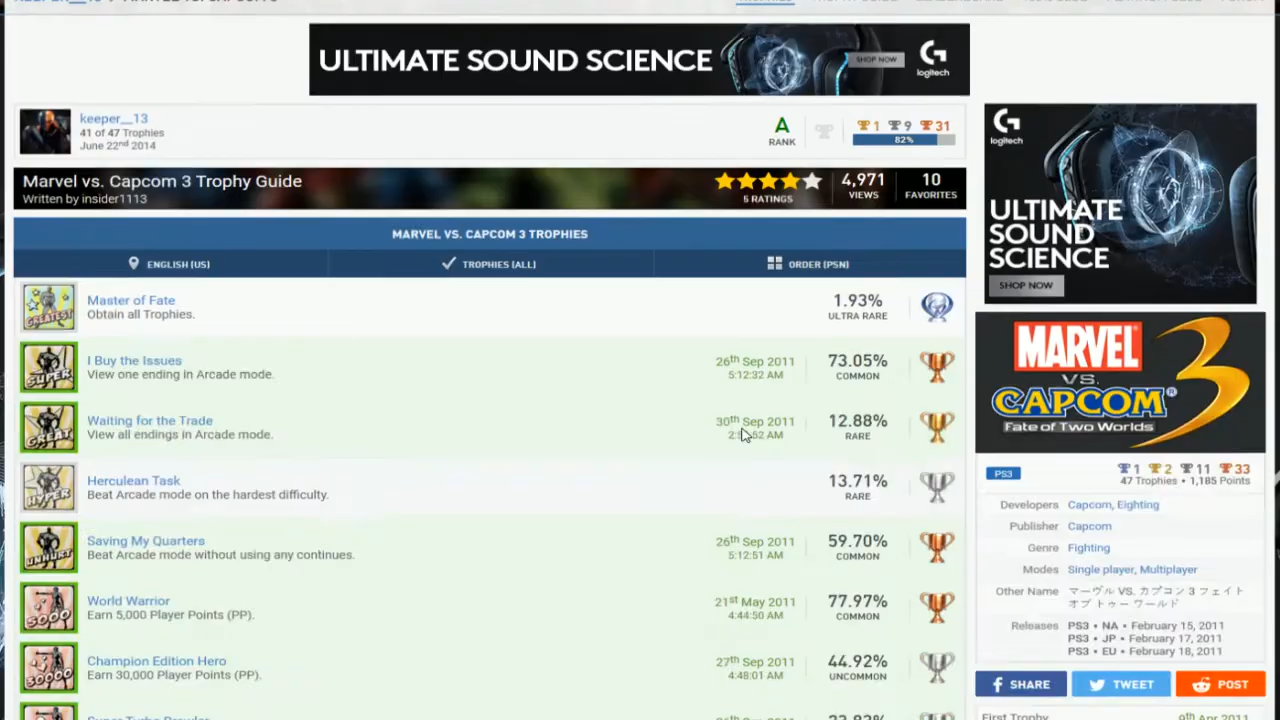 ULTIMATE SOUND SCIENCE
SHOP NOW
logitech
keeper__13
41 of 47 Trophies
June 22nd 2014
A
RANK
1 9 31
82%
Marvel vs. Capcom 3 Trophy Guide
Written by insider1113
5 RATINGS
4,971
VIEWS
10
FAVORITES
MARVEL VS. CAPCOM 3 TROPHIES
ENGLISH (US)
TROPHIES (ALL)
ORDER (PSN)
GREATEST
Master of Fate
Obtain all Trophies.
1.93%
ULTRA RARE
SUPER
I Buy the Issues
View one ending in Arcade mode.
26th Sep 2011
5:12:32 AM
73.05%
COMMON
GREAT
Waiting for the Trade
View all endings in Arcade mode.
30th Sep 2011
12.88%
RARE
HYPER
Herculean Task
Beat Arcade mode on the hardest difficulty.
13.71%
RARE
UNHURT
Saving My Quarters
Beat Arcade mode without using any continues.
26th Sep 2011
5:12:51 AM
59.70%
COMMON
5000
World Warrior
Earn 5,000 Player Points (PP).
21st May 2011
4:44:50 AM
77.97%
COMMON
30000
Champion Edition Hero
Earn 30,000 Player Points (PP).
27th Sep 2011
4:48:01 AM
44.92%
UNCOMMON
logitech
ULTIMATE
SOUND
SCIENCE
SHOP NOW
MARVEL
VS.
CAPCOM 3
Fate of Two Worlds
PS3
1 2 11 33
47 Trophies • 1,185 Points
Developers Capcom, Eighting
Publisher Capcom
Genre Fighting
Modes Single player, Multiplayer
Other Name マーヴル VS. カプコン 3 フェイト
オブ トゥー ワールド
Releases PS3 • NA • February 15, 2011
PS3 • JP • February 17, 2011
PS3 • EU • February 18, 2011
SHARE
TWEET
POST
First Trophy 9th Apr 2011